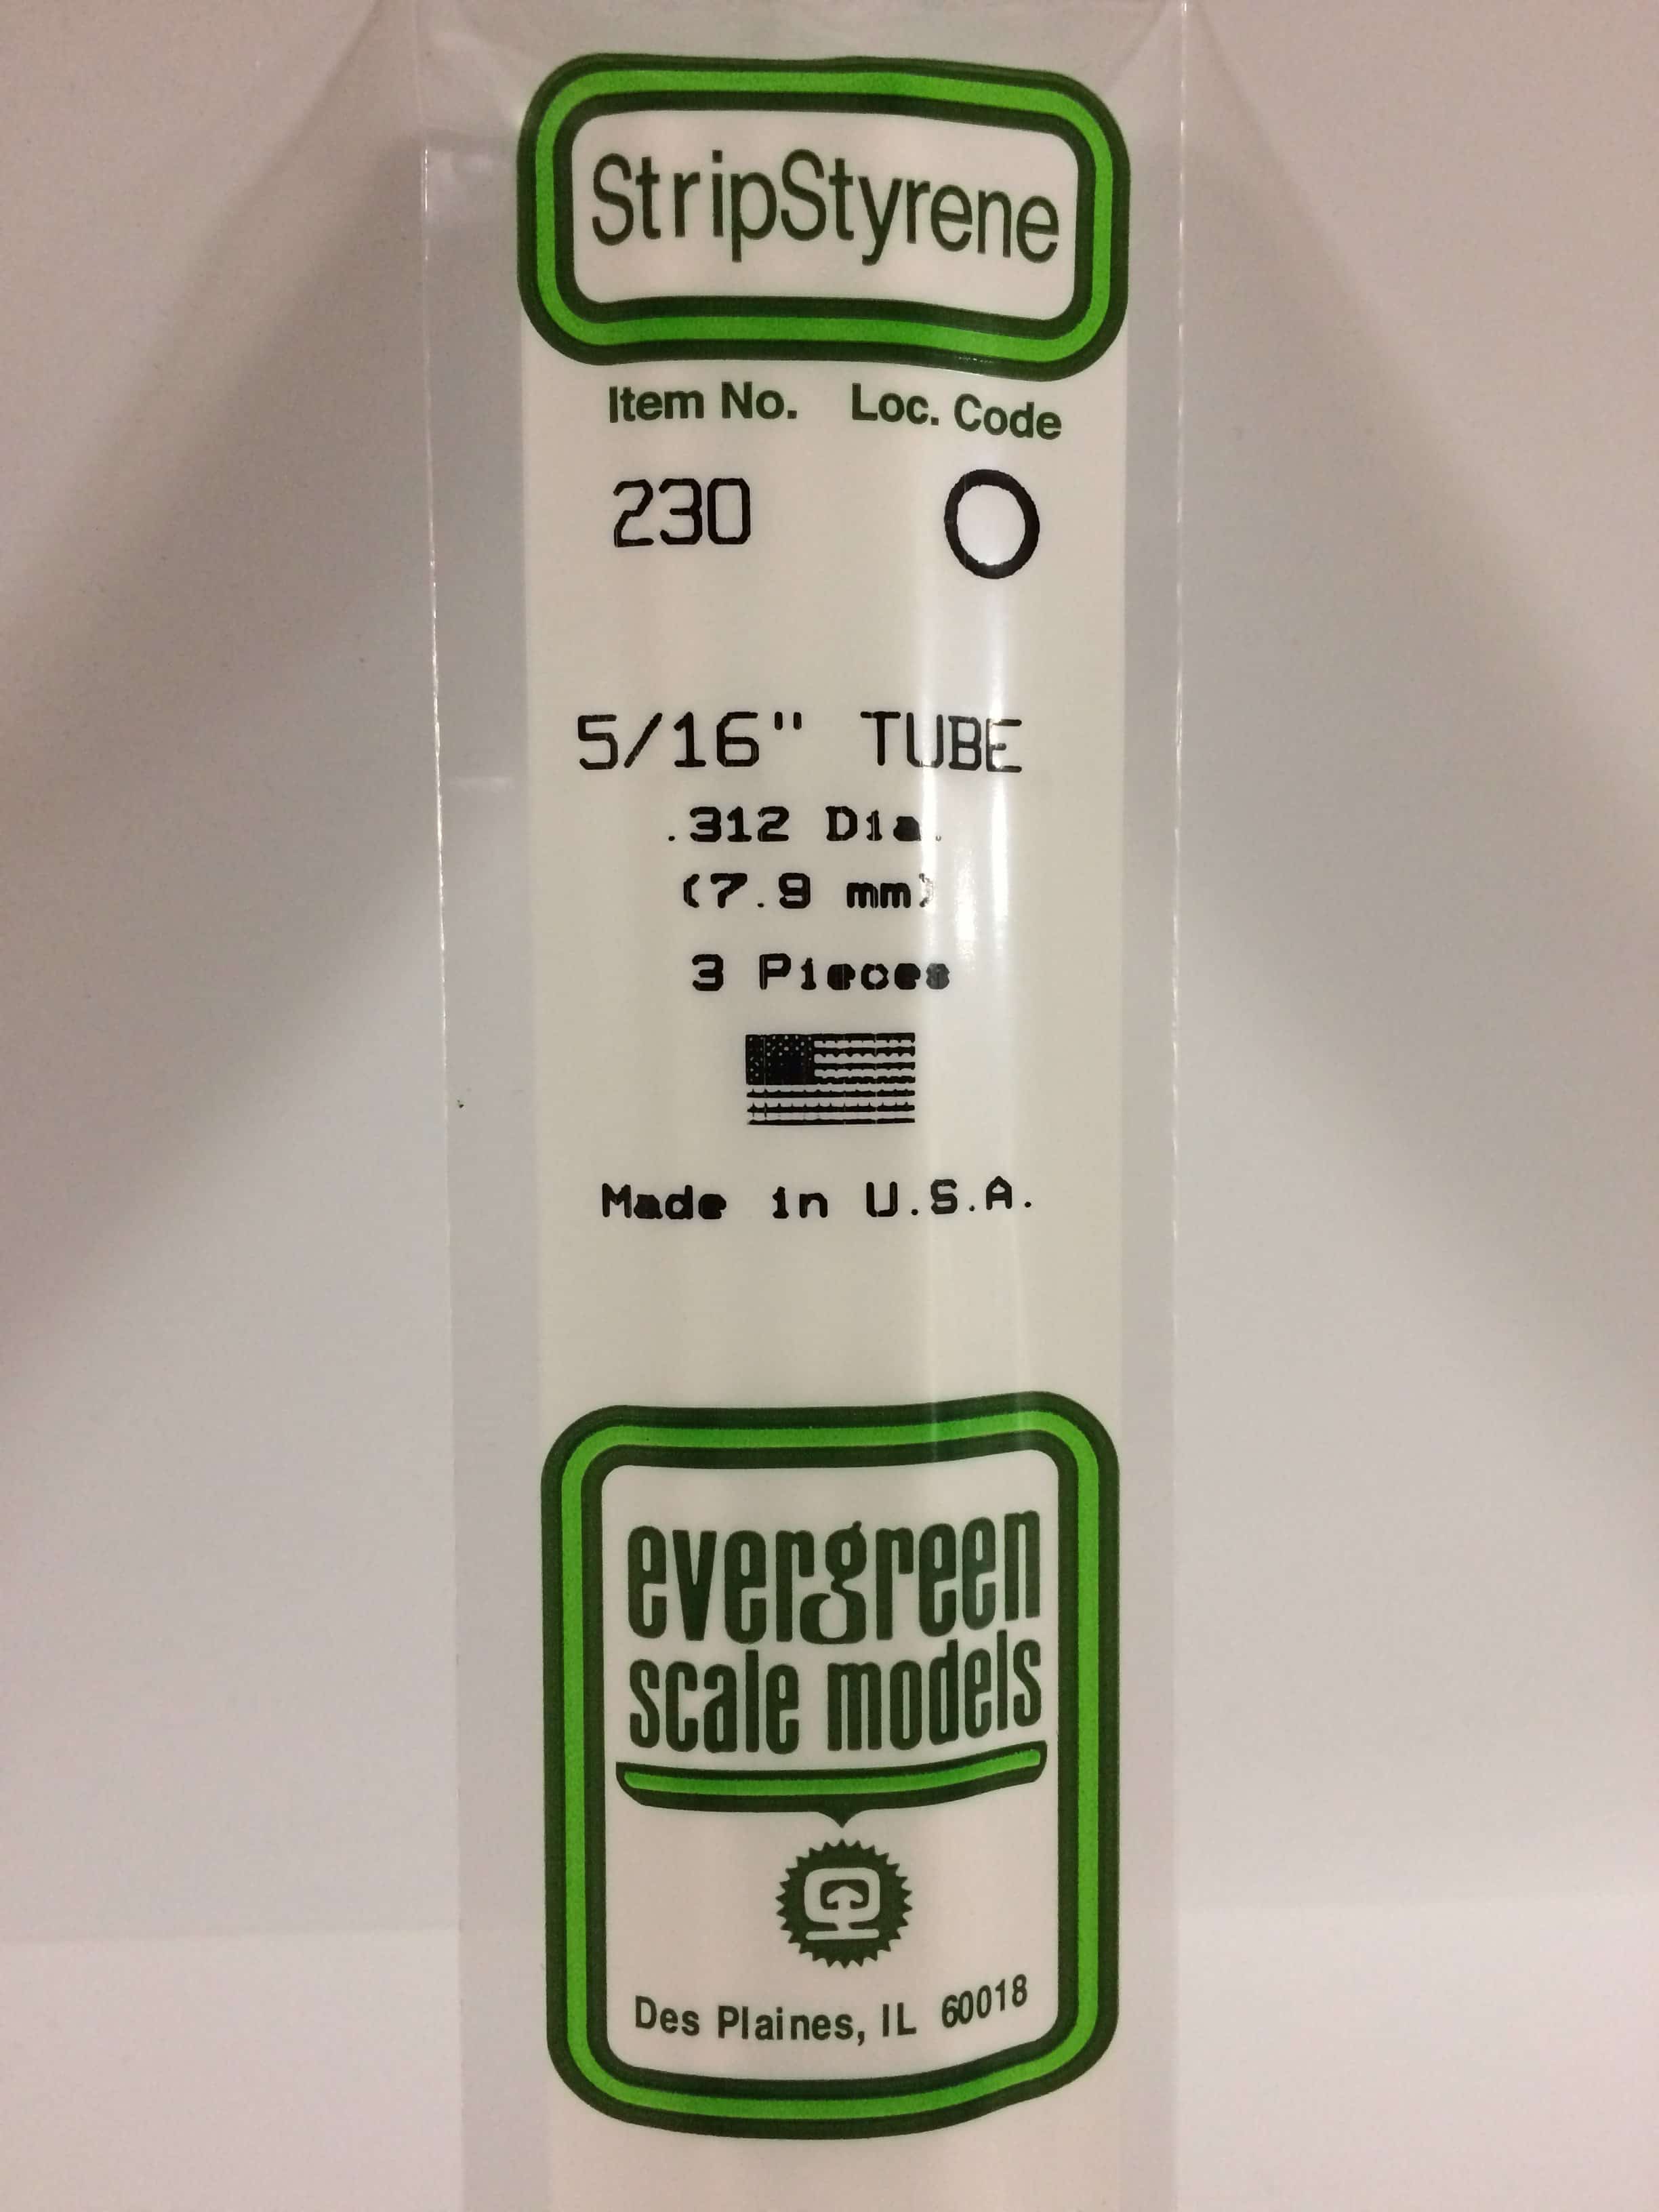 StripStyrene
Item No. Loc. Code
230 O
5/16" TUBE
.312 Dia.
(7.9 mm)
3 Pieces
Made in U.S.A.
evergreen
scale models
Des Plaines, IL 60018